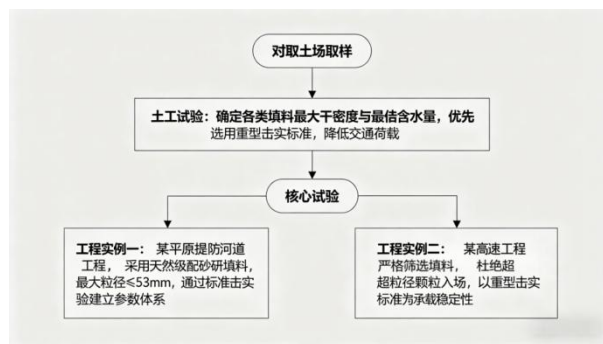 对取土场取样
土工试验：确定各类填料最大干密度与最佶含水量，优先
选用重型击实标准，降低交通荷载
核心试验
工程实例一： 某平原提防河道
工程， 采用天然级配砂研填料，
最大粒径≤53mm，通过标准击实
验建立参数体系
工程实例二： 某高速工程
严格筛选填料， 杜绝超
超粒径颗粒入场，以重型击实
标准为承载稳定性